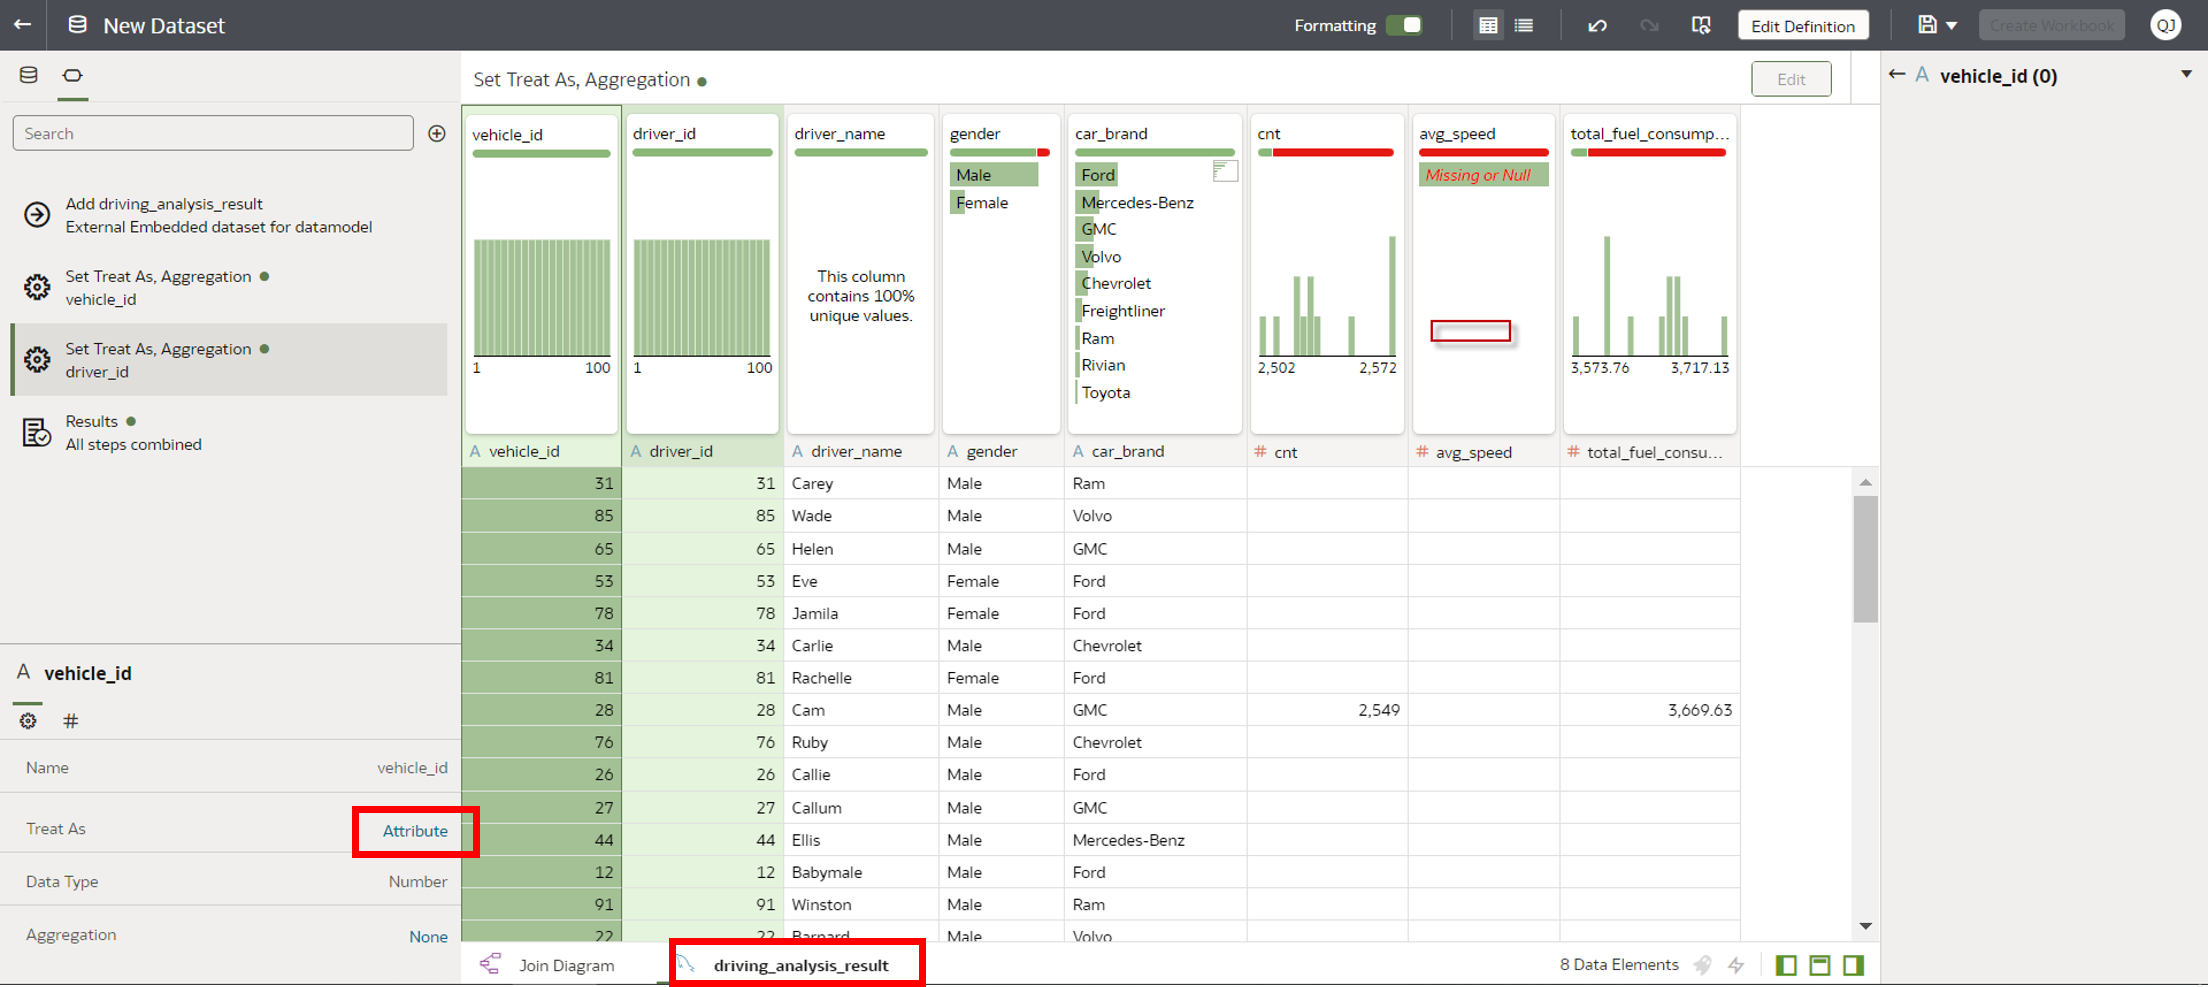 New Dataset
Formatting
Edit Definition
Create Workbook
QJ
Search
Add driving_analysis_result
External Embedded dataset for datamodel
Set Treat As, Aggregation
vehicle_id
Set Treat As, Aggregation
driver_id
Results
All steps combined
A vehicle_id
#
Name vehicle_id
Treat As Attribute
Data Type Number
Aggregation None
Set Treat As, Aggregation
Edit
vehicle_id driver_id driver_name gender car_brand cnt avg_speed total_fuel_consump...
1 100
1 100
This column
contains 100%
unique values.
Male
Female
Ford
Mercedes-Benz
GMC
Volvo
Chevrolet
Freightliner
Ram
Rivian
Toyota
2,502 2,572
Missing or Null
3,573.76 3,717.13
A vehicle_id A driver_id A driver_name A gender A car_brand # cnt # avg_speed # total_fuel_consu...
31 31 Carey Male Ram
85 85 Wade Male Volvo
65 65 Helen Male GMC
53 53 Eve Female Ford
78 78 Jamila Female Ford
34 34 Carlie Male Chevrolet
81 81 Rachelle Female Ford
28 28 Cam Male GMC 2,549 3,669.63
76 76 Ruby Male Chevrolet
26 26 Callie Male Ford
27 27 Callum Male GMC
44 44 Ellis Male Mercedes-Benz
12 12 Babymale Male Ford
91 91 Winston Male Ram
22 22 Barnard Male Volvo
Join Diagram
driving_analysis_result
8 Data Elements
A vehicle_id (0)